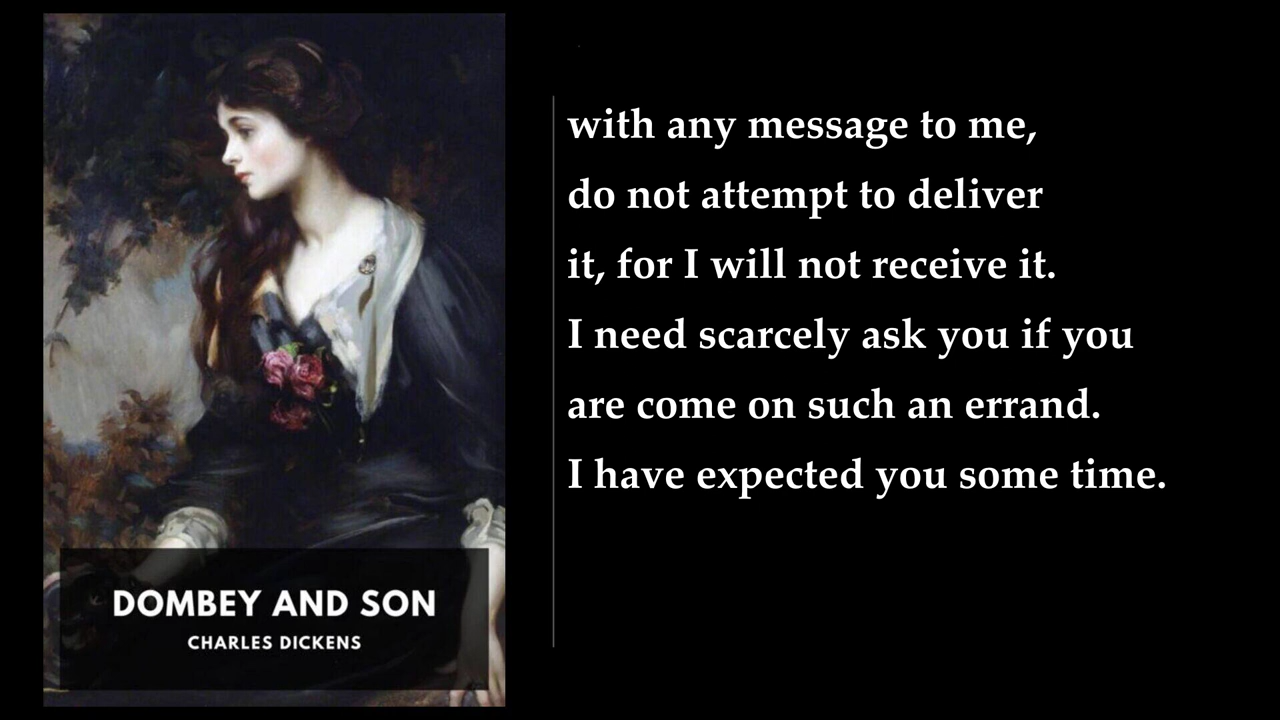 with any message to me,
do not attempt to deliver
it, for I will not receive it.
I need scarcely ask you if you
are come on such an errand.
I have expected you some time.
DOMBEY AND SON
CHARLES DICKENS